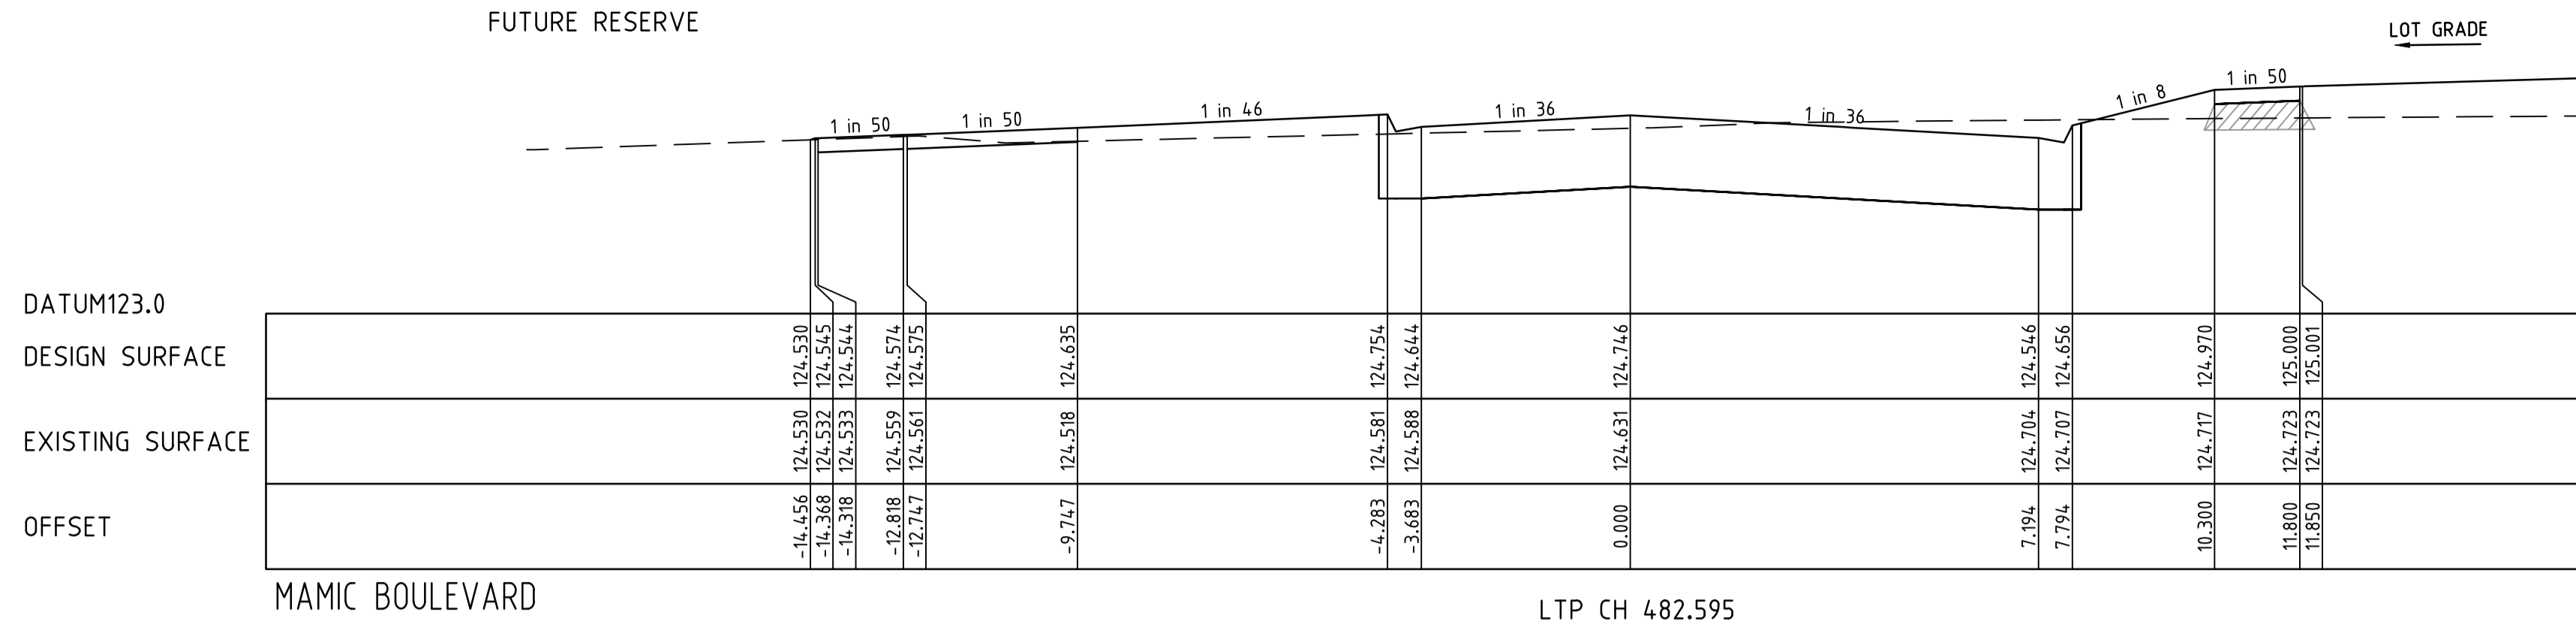 FUTURE RESERVE
LOT GRADE
1 in 50
1 in 50
1 in 46
1 in 36
1 in 36
1 in 8
1 in 50
DATUM123.0
DESIGN SURFACE
124.530 124.545 124.544 124.574 124.575 124.635 124.754 124.644 124.746 124.546 124.656 124.970 125.000 125.001
EXISTING SURFACE
124.530 124.532 124.533 124.559 124.561 124.518 124.581 124.588 124.631 124.704 124.707 124.717 124.723 124.723
OFFSET
-14.456 -14.368 -14.318 -12.818 -12.747 -9.747 -4.283 -3.683 0.000 7.194 7.794 10.300 11.800 11.850
MAMIC BOULEVARD
LTP CH 482.595